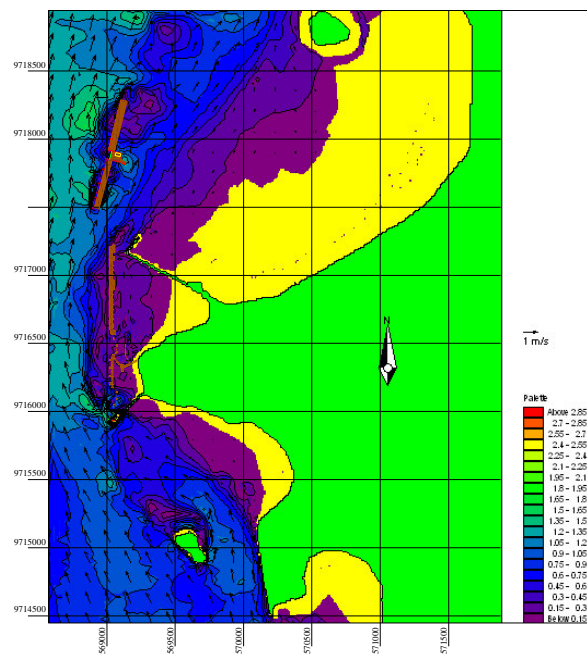 9718500
9718000
9717000
9716500
9716000
9715500
9715000
9714500
569000
569500
570000
570500
571000
571500
N
1 m/s
Palette
Above 2.85
2.7 - 2.85
2.55 - 2.7
2.4 - 2.55
2.25 - 2.4
2.1 - 2.25
1.95 - 2.1
1.8 - 1.95
1.65 - 1.8
1.5 - 1.65
1.35 - 1.5
1.2 - 1.35
1.05 - 1.2
0.9 - 1.05
0.75 - 0.9
0.6 - 0.75
0.45 - 0.6
0.3 - 0.45
0.15 - 0.3
Below 0.15